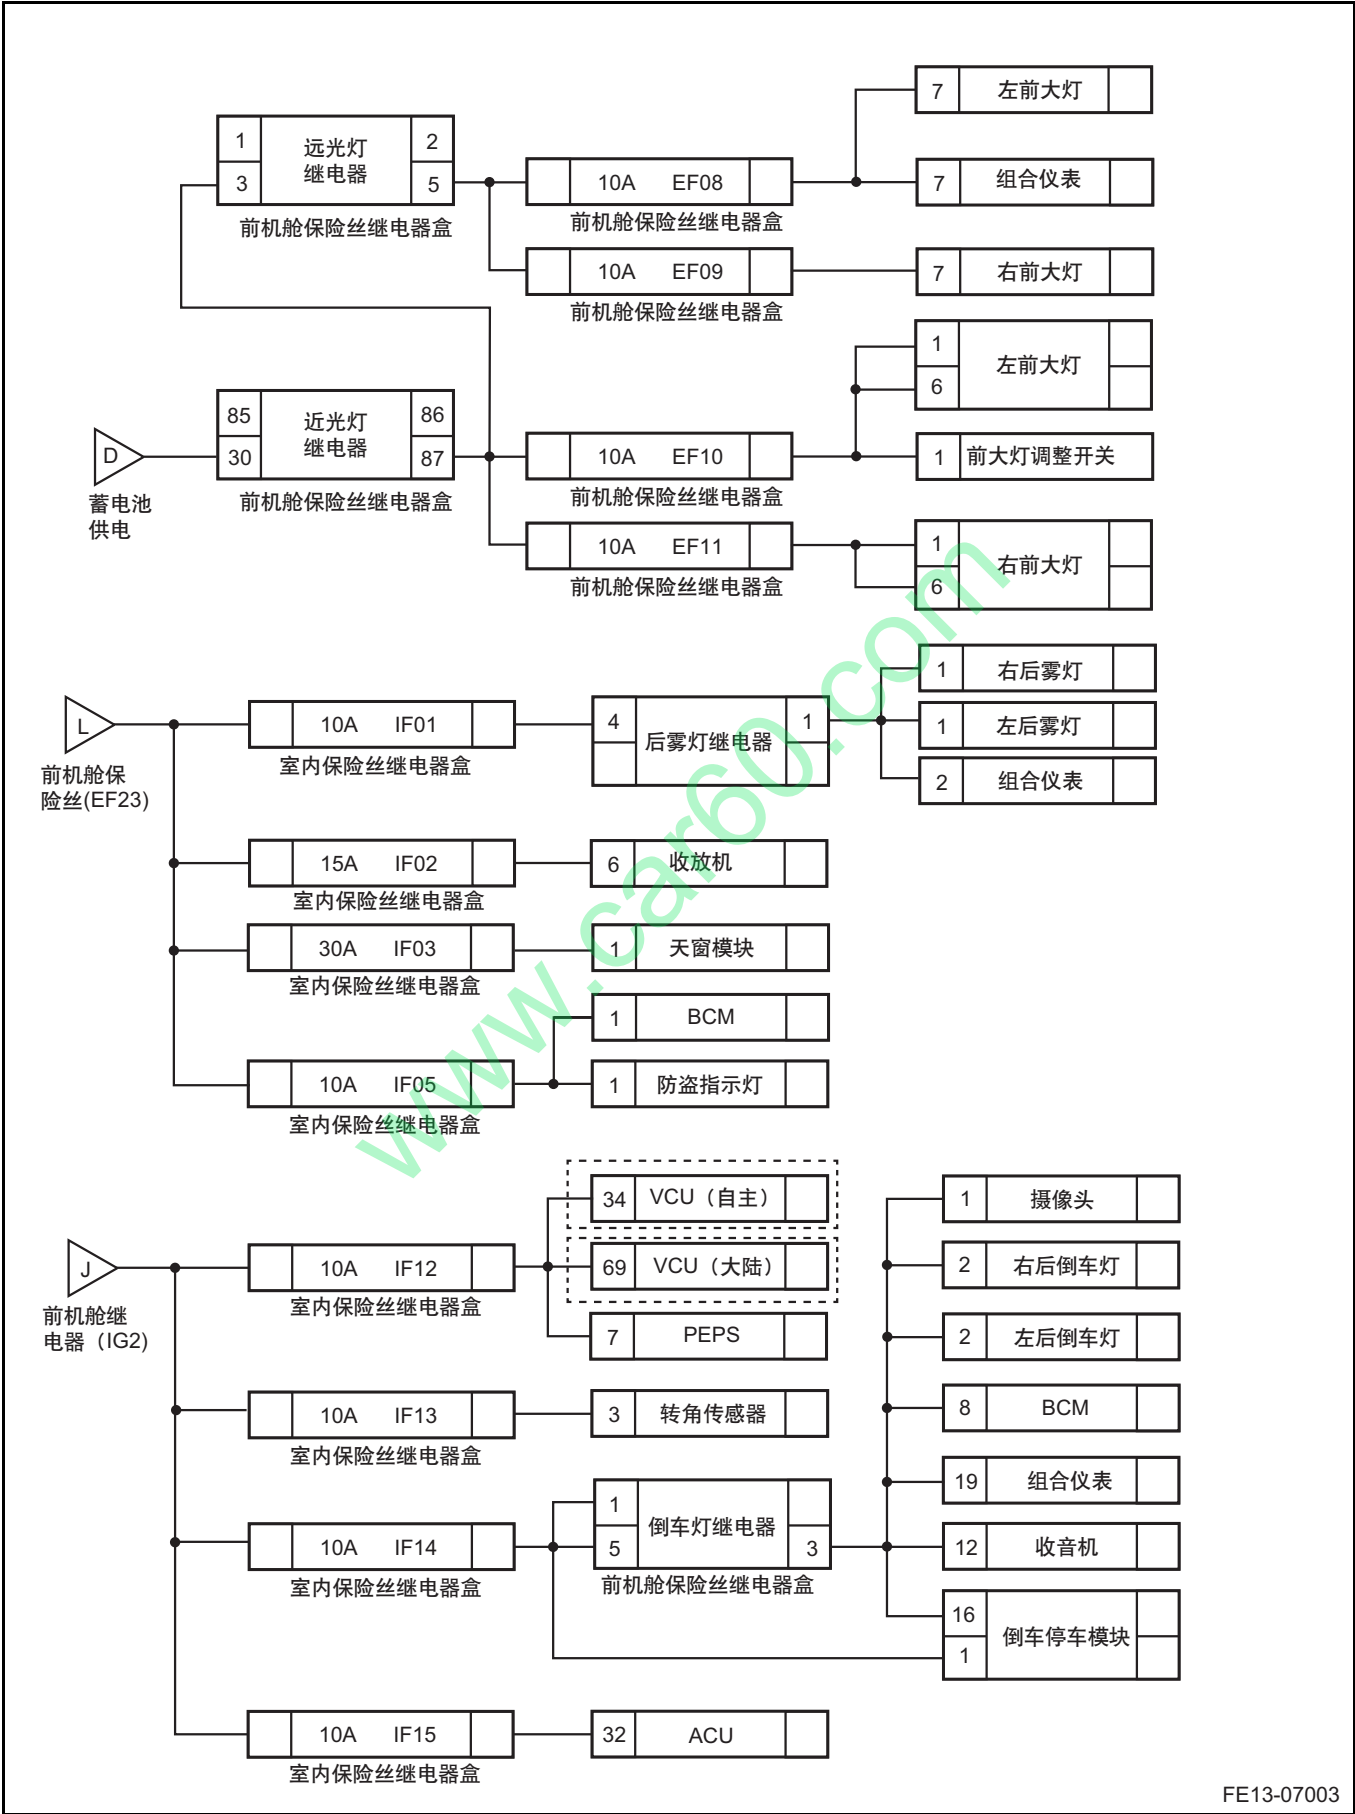 7 左前大灯
1 远光灯 2
3 继电器 5
前机舱保险丝继电器盒
10A EF08
前机舱保险丝继电器盒
7 组合仪表
10A EF09
前机舱保险丝继电器盒
7 右前大灯
1 左前大灯
6
85 近光灯 86
30 继电器 87
前机舱保险丝继电器盒
D
蓄电池
供电
10A EF10
前机舱保险丝继电器盒
1 前大灯调整开关
10A EF11
前机舱保险丝继电器盒
1 右前大灯
6
L
前机舱保
险丝(EF23)
10A IF01
室内保险丝继电器盒
4 后雾灯继电器 1
1 右后雾灯
1 左后雾灯
2 组合仪表
15A IF02
室内保险丝继电器盒
6 收放机
30A IF03
室内保险丝继电器盒
1 天窗模块
1 BCM
10A IF05
室内保险丝继电器盒
1 防盗指示灯
www.car60.com
J
前机舱继
电器（IG2)
34 VCU（自主）
10A IF12
室内保险丝继电器盒
69 VCU（大陆）
7 PEPS
1 摄像头
2 右后倒车灯
2 左后倒车灯
10A IF13
室内保险丝继电器盒
3 转角传感器
8 BCM
19 组合仪表
10A IF14
室内保险丝继电器盒
1 倒车灯继电器
5 3
前机舱保险丝继电器盒
12 收音机
16 倒车停车模块
1
10A IF15
室内保险丝继电器盒
32 ACU
FE13-07003